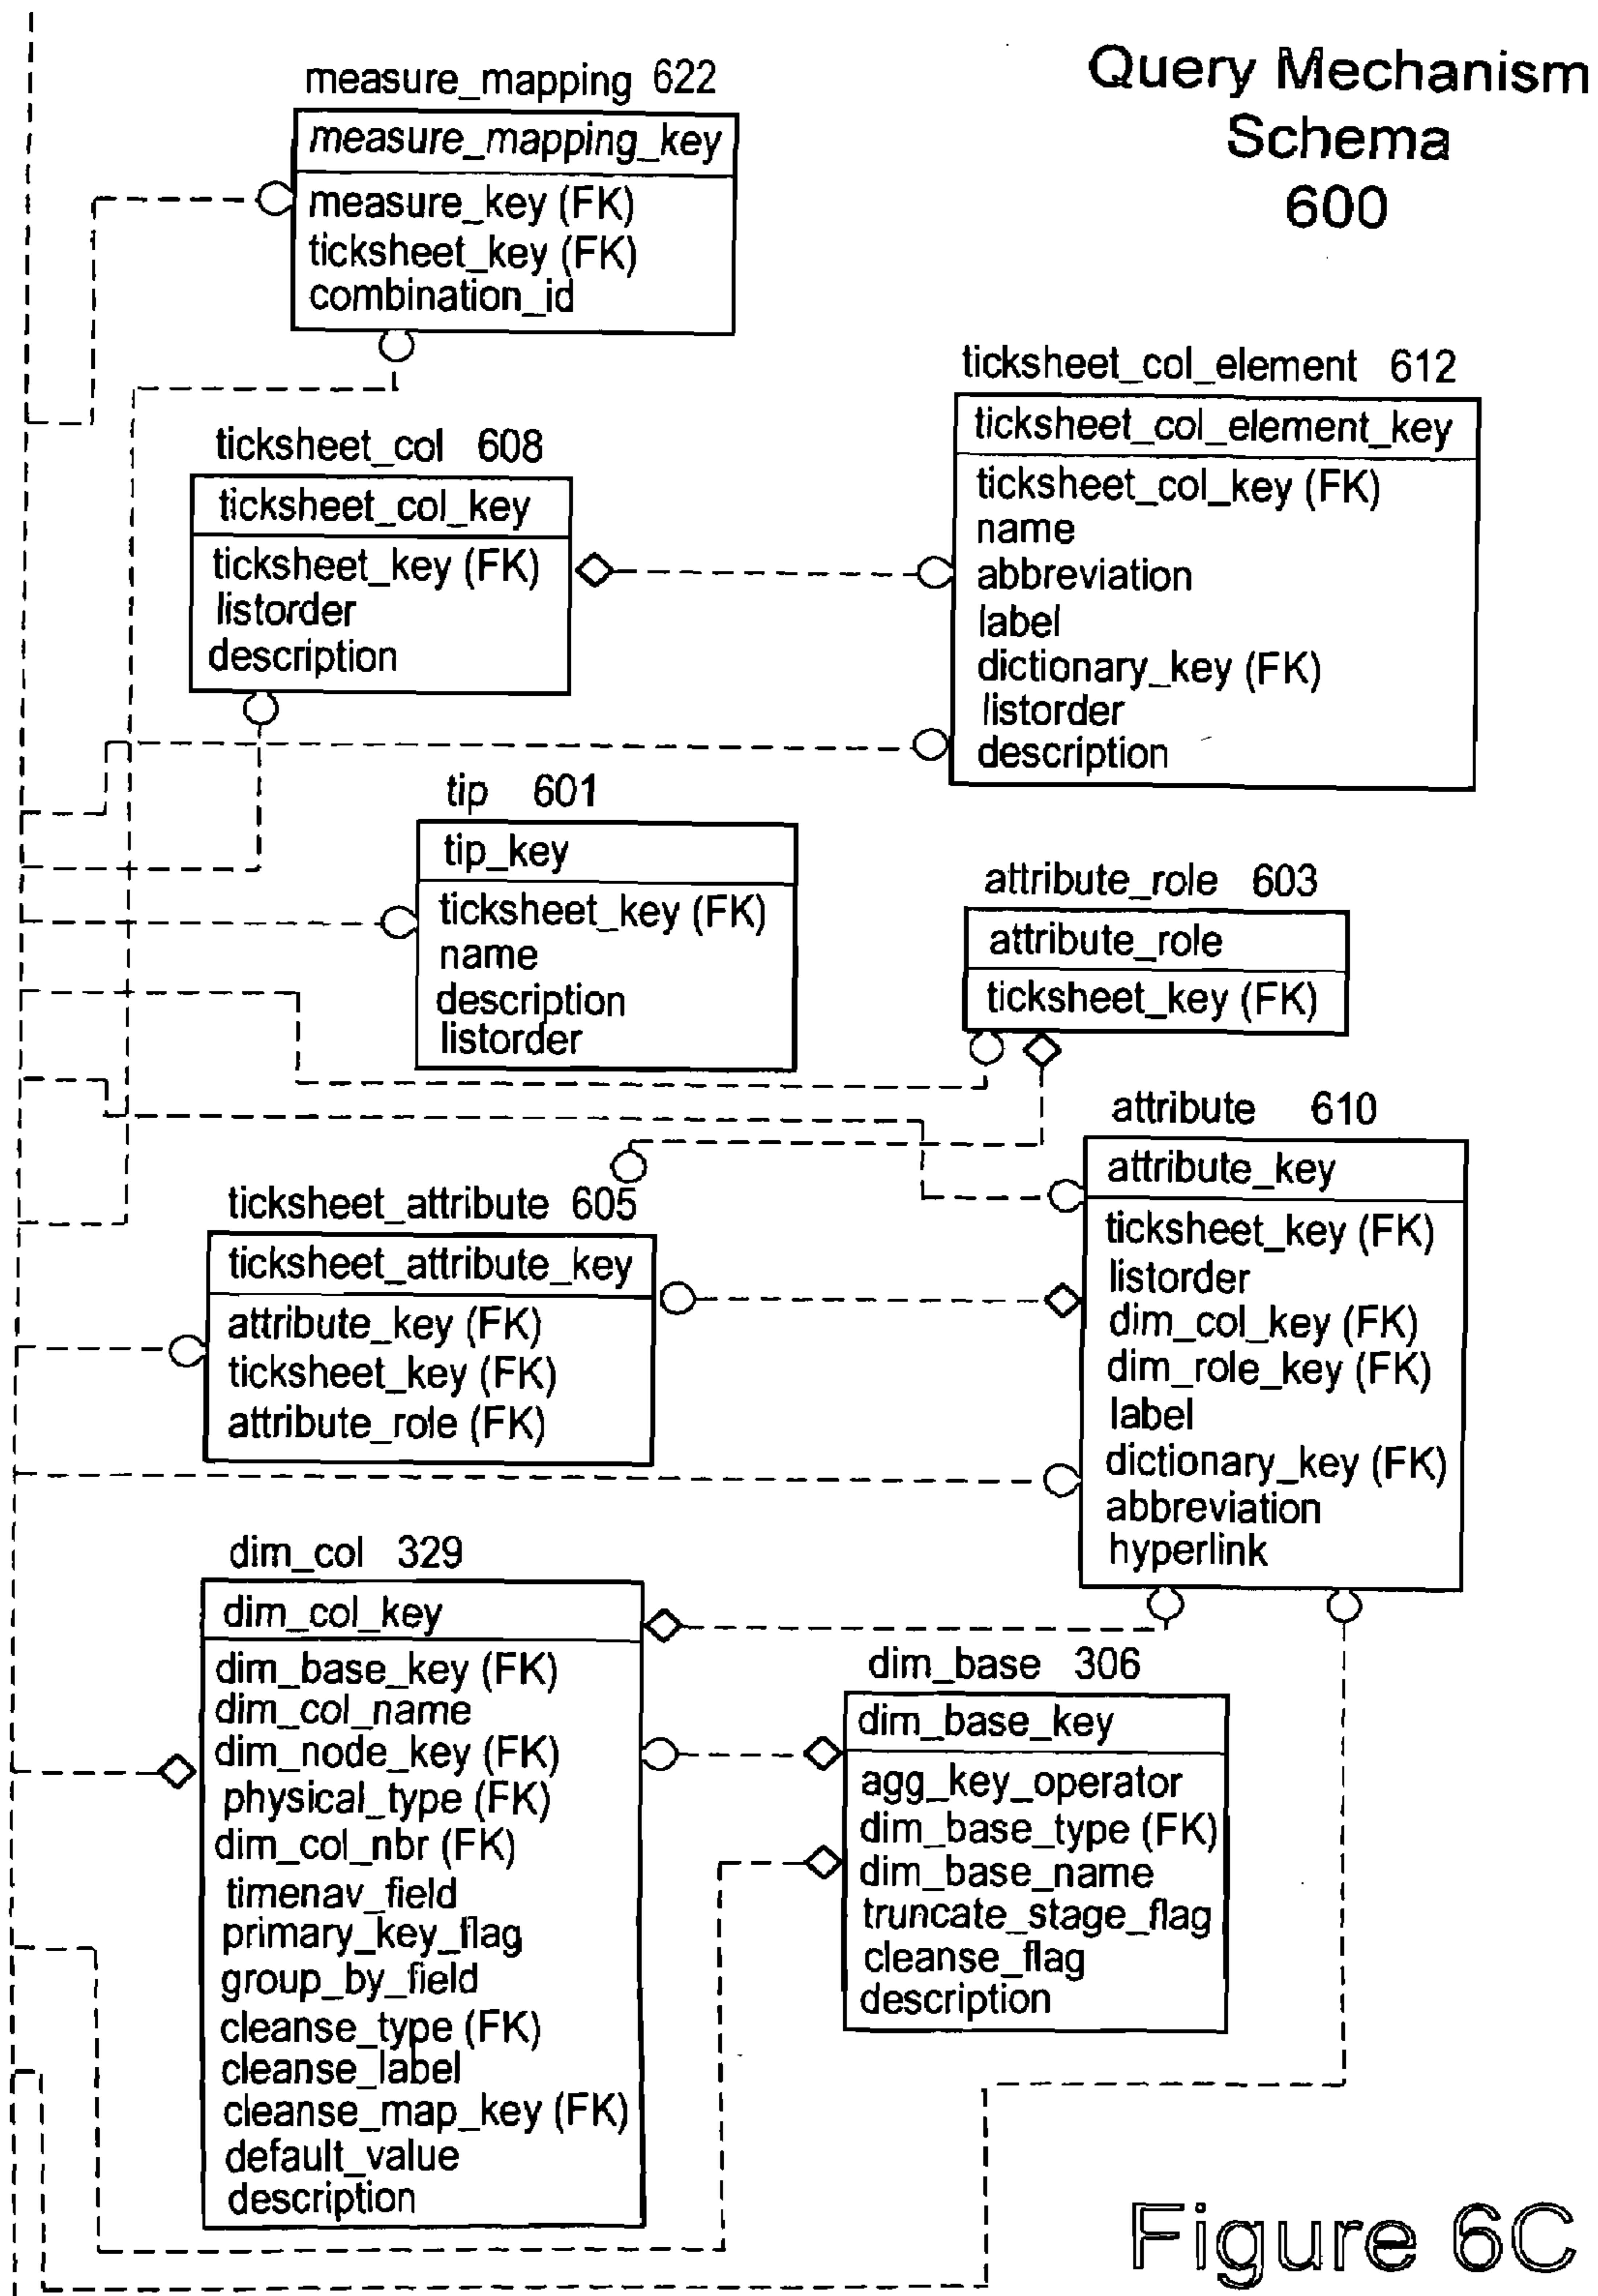 Query Mechanism
Schema
600
measure_mapping 622
measure_mapping_key
measure_key (FK)
ticksheet_key (FK)
combination_id
ticksheet_col_element 612
ticksheet_col_element_key
ticksheet_col_key (FK)
name
abbreviation
label
dictionary_key (FK)
listorder
description
ticksheet_col 608
ticksheet_col_key
ticksheet_key (FK)
listorder
description
tip 601
tip_key
ticksheet_key (FK)
name
description
listorder
attribute_role 603
attribute_role
ticksheet_key (FK)
attribute 610
attribute_key
ticksheet_key (FK)
listorder
dim_col_key (FK)
dim_role_key (FK)
label
dictionary_key (FK)
abbreviation
hyperlink
ticksheet_attribute 605
ticksheet_attribute_key
attribute_key (FK)
ticksheet_key (FK)
attribute_role (FK)
dim_col 329
dim_col_key
dim_base_key (FK)
dim_col_name
dim_node_key (FK)
physical_type (FK)
dim_col_nbr (FK)
timenav_field
primary_key_flag
group_by_field
cleanse_type (FK)
cleanse_label
cleanse_map_key (FK)
default_value
description
dim_base 306
dim_base_key
agg_key_operator
dim_base_type (FK)
dim_base_name
truncate_stage_flag
cleanse_flag
description
Figure 6C